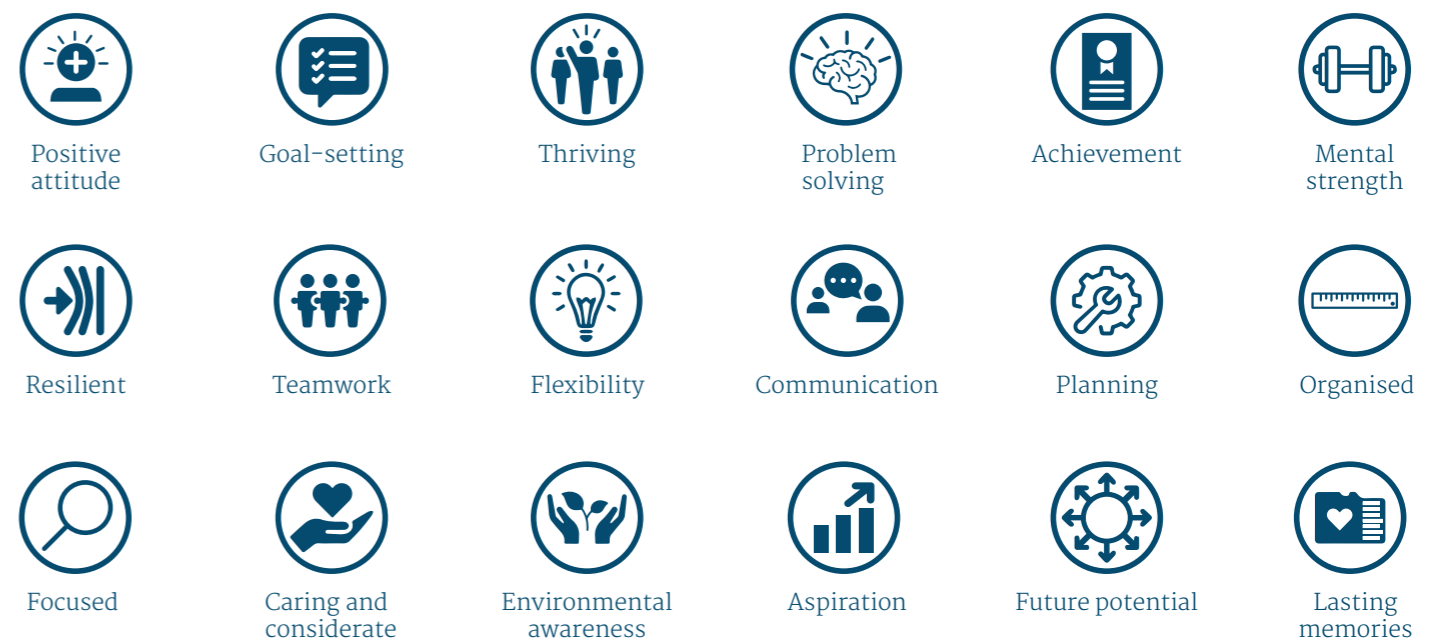 Positive
attitude
Goal-setting
Thriving
Problem
solving
Achievement
Mental
strength
Resilient
Teamwork
Flexibility
Communication
Planning
Organised
Focused
Caring and
considerate
Environmental
awareness
Aspiration
Future potential
Lasting
memories